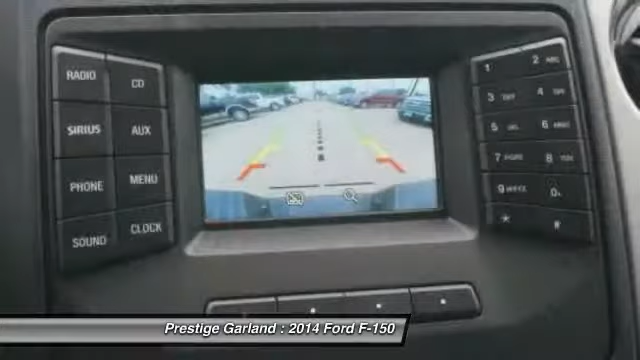 RADIO CD
SIRIUS AUX
PHONE MENU
SOUND CLOCK
1 2 ABC
3 DEF 4 GHI
5 JKL 6 MNO
7 PQRS 8 TUV
9 WXYZ 0
* #
Prestige Garland : 2014 Ford F-150